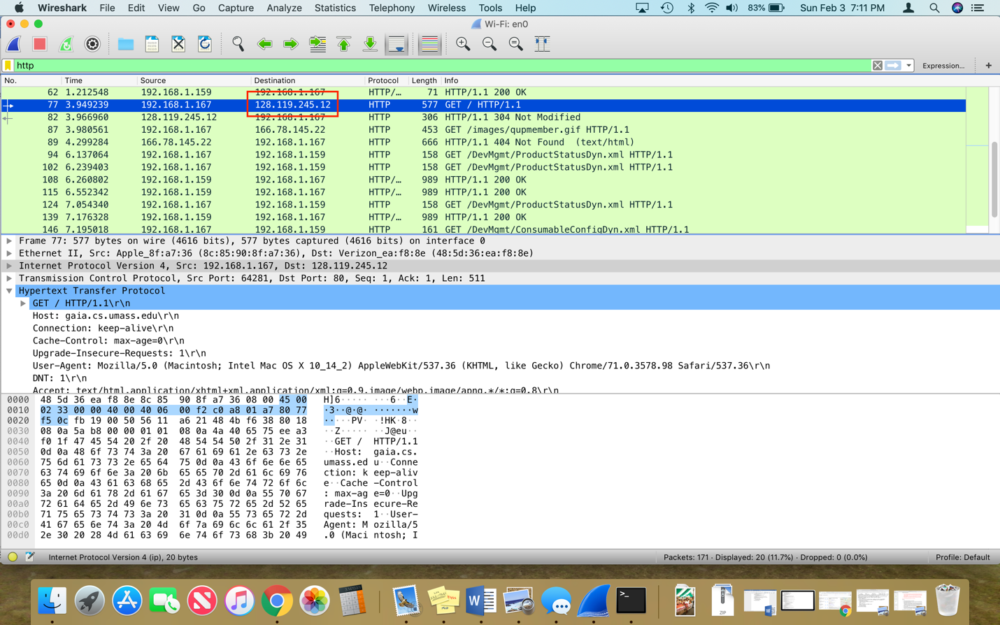 Wireshark File Edit View Go Capture Analyze Statistics Telephony Wireless Tools Help 83% Sun Feb 3 7:11 PM
Wi-Fi: en0
http Expression... +
No. Time Source Destination Protocol Length Info
62 1.212548 192.168.1.159 192.168.1.167 HTTP/… 71 HTTP/1.1 200 OK
77 3.949239 192.168.1.167 128.119.245.12 HTTP 577 GET / HTTP/1.1
82 3.966960 128.119.245.12 192.168.1.167 HTTP 306 HTTP/1.1 304 Not Modified
87 3.980561 192.168.1.167 166.78.145.22 HTTP 453 GET /images/qupmember.gif HTTP/1.1
89 4.299284 166.78.145.22 192.168.1.167 HTTP 666 HTTP/1.1 404 Not Found (text/html)
94 6.137064 192.168.1.167 192.168.1.159 HTTP 158 GET /DevMgmt/ProductStatusDyn.xml HTTP/1.1
102 6.239403 192.168.1.167 192.168.1.159 HTTP 158 GET /DevMgmt/ProductStatusDyn.xml HTTP/1.1
108 6.260802 192.168.1.159 192.168.1.167 HTTP/… 989 HTTP/1.1 200 OK
115 6.552342 192.168.1.159 192.168.1.167 HTTP/… 989 HTTP/1.1 200 OK
124 7.054340 192.168.1.167 192.168.1.159 HTTP 158 GET /DevMgmt/ProductStatusDyn.xml HTTP/1.1
139 7.176328 192.168.1.159 192.168.1.167 HTTP/… 989 HTTP/1.1 200 OK
146 7.195018 192.168.1.167 192.168.1.159 HTTP 161 GET /DevMgmt/ConsumableConfigDyn.xml HTTP/1.1
Frame 77: 577 bytes on wire (4616 bits), 577 bytes captured (4616 bits) on interface 0
Ethernet II, Src: Apple_8f:a7:36 (8c:85:90:8f:a7:36), Dst: Verizon_ea:f8:8e (48:5d:36:ea:f8:8e)
Internet Protocol Version 4, Src: 192.168.1.167, Dst: 128.119.245.12
Transmission Control Protocol, Src Port: 64281, Dst Port: 80, Seq: 1, Ack: 1, Len: 511
Hypertext Transfer Protocol
GET / HTTP/1.1\r\n
Host: gaia.cs.umass.edu\r\n
Connection: keep-alive\r\n
Cache-Control: max-age=0\r\n
Upgrade-Insecure-Requests: 1\r\n
User-Agent: Mozilla/5.0 (Macintosh; Intel Mac OS X 10_14_2) AppleWebKit/537.36 (KHTML, like Gecko) Chrome/71.0.3578.98 Safari/537.36\r\n
DNT: 1\r\n
Accept: text/html,application/xhtml+xml,application/xml;q=0.9,image/webp,image/apng,*/*;q=0.8\r\n
0000 48 5d 36 ea f8 8e 8c 85 90 8f a7 36 08 00 45 00 H]6····· ···6··E·
0010 02 33 00 00 40 00 40 06 00 f2 c0 a8 01 a7 80 77 ·3··@·@· ·······w
0020 f5 0c fb 19 00 50 56 11 a6 21 48 4b f6 38 80 18 ·····PV· ·!HK·8··
0030 08 0a 5a b8 00 00 01 01 08 0a 4a 40 65 75 ee a3 ··Z····· ··J@eu··
0040 f0 1f 47 45 54 20 2f 20 48 54 54 50 2f 31 2e 31 ··GET / HTTP/1.1
0050 0d 0a 48 6f 73 74 3a 20 67 61 69 61 2e 63 73 2e ··Host: gaia.cs.
0060 75 6d 61 73 73 2e 65 64 75 0d 0a 43 6f 6e 6e 65 umass.ed u··Conne
0070 63 74 69 6f 6e 3a 20 6b 65 65 70 2d 61 6c 69 76 ction: k eep-aliv
0080 65 0d 0a 43 61 63 68 65 2d 43 6f 6e 74 72 6f 6c e··Cache -Control
0090 3a 20 6d 61 78 2d 61 67 65 3d 30 0d 0a 55 70 67 : max-ag e=0··Upg
00a0 72 61 64 65 2d 49 6e 73 65 63 75 72 65 2d 52 65 rade-Ins ecure-Re
00b0 71 75 65 73 74 73 3a 20 31 0d 0a 55 73 65 72 2d quests: 1··User-
00c0 41 67 65 6e 74 3a 20 4d 6f 7a 69 6c 6c 61 2f 35 Agent: M ozilla/5
00d0 2e 30 20 28 4d 61 63 69 6e 74 6f 73 68 3b 20 49 .0 (Maci ntosh; I
Internet Protocol Version 4 (ip), 20 bytes Packets: 171 · Displayed: 20 (11.7%) · Dropped: 0 (0.0%) Profile: Default
ZIP